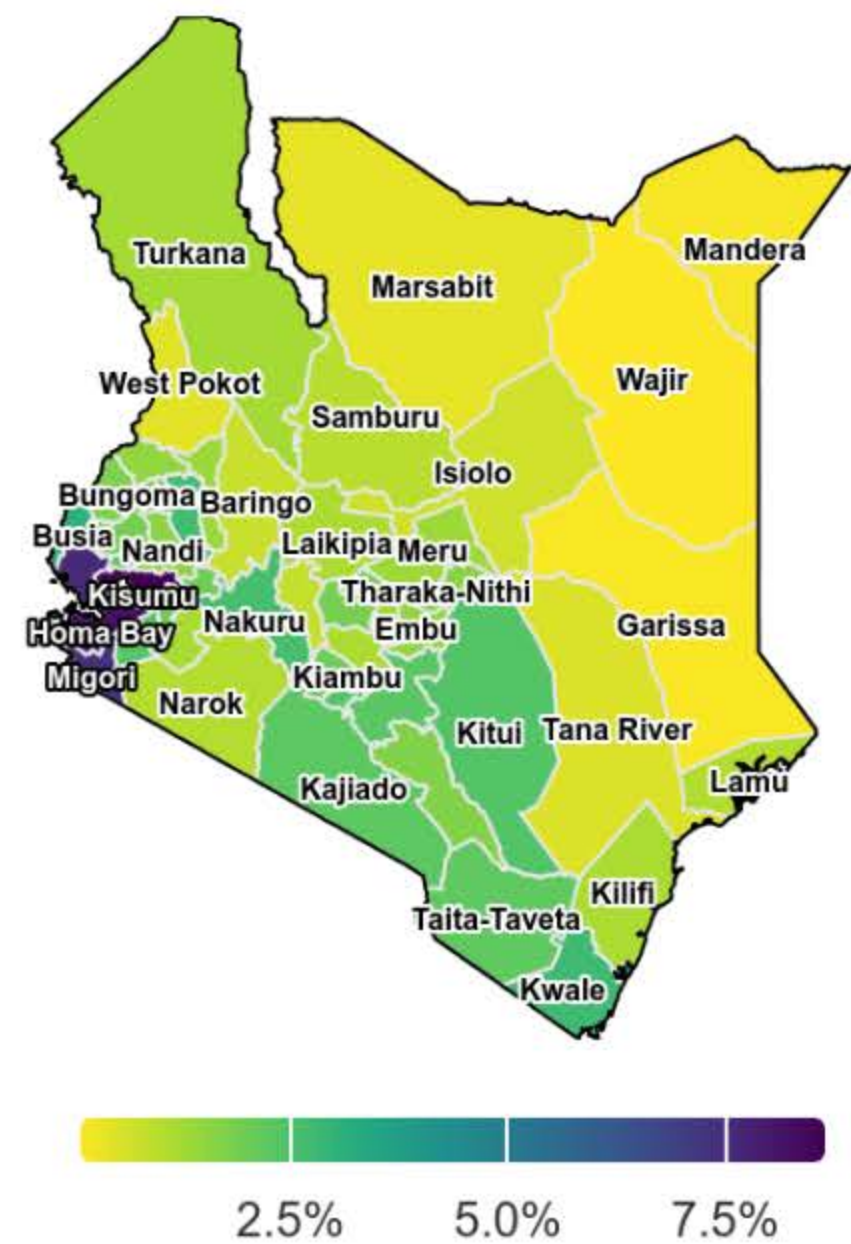 Turkana
Mandera
Marsabit
West Pokot
Wajir
Samburu
Isiolo
Bungoma
Baringo
Busia
Nandi
Laikipia
Meru
Kisumu
Tharaka-Nithi
Homa Bay
Nakuru
Embu
Garissa
Migori
Kiambu
Narok
Kitui
Tana River
Kajiado
Lamu
Kilifi
Taita-Taveta
Kwale
2.5% 5.0% 7.5%